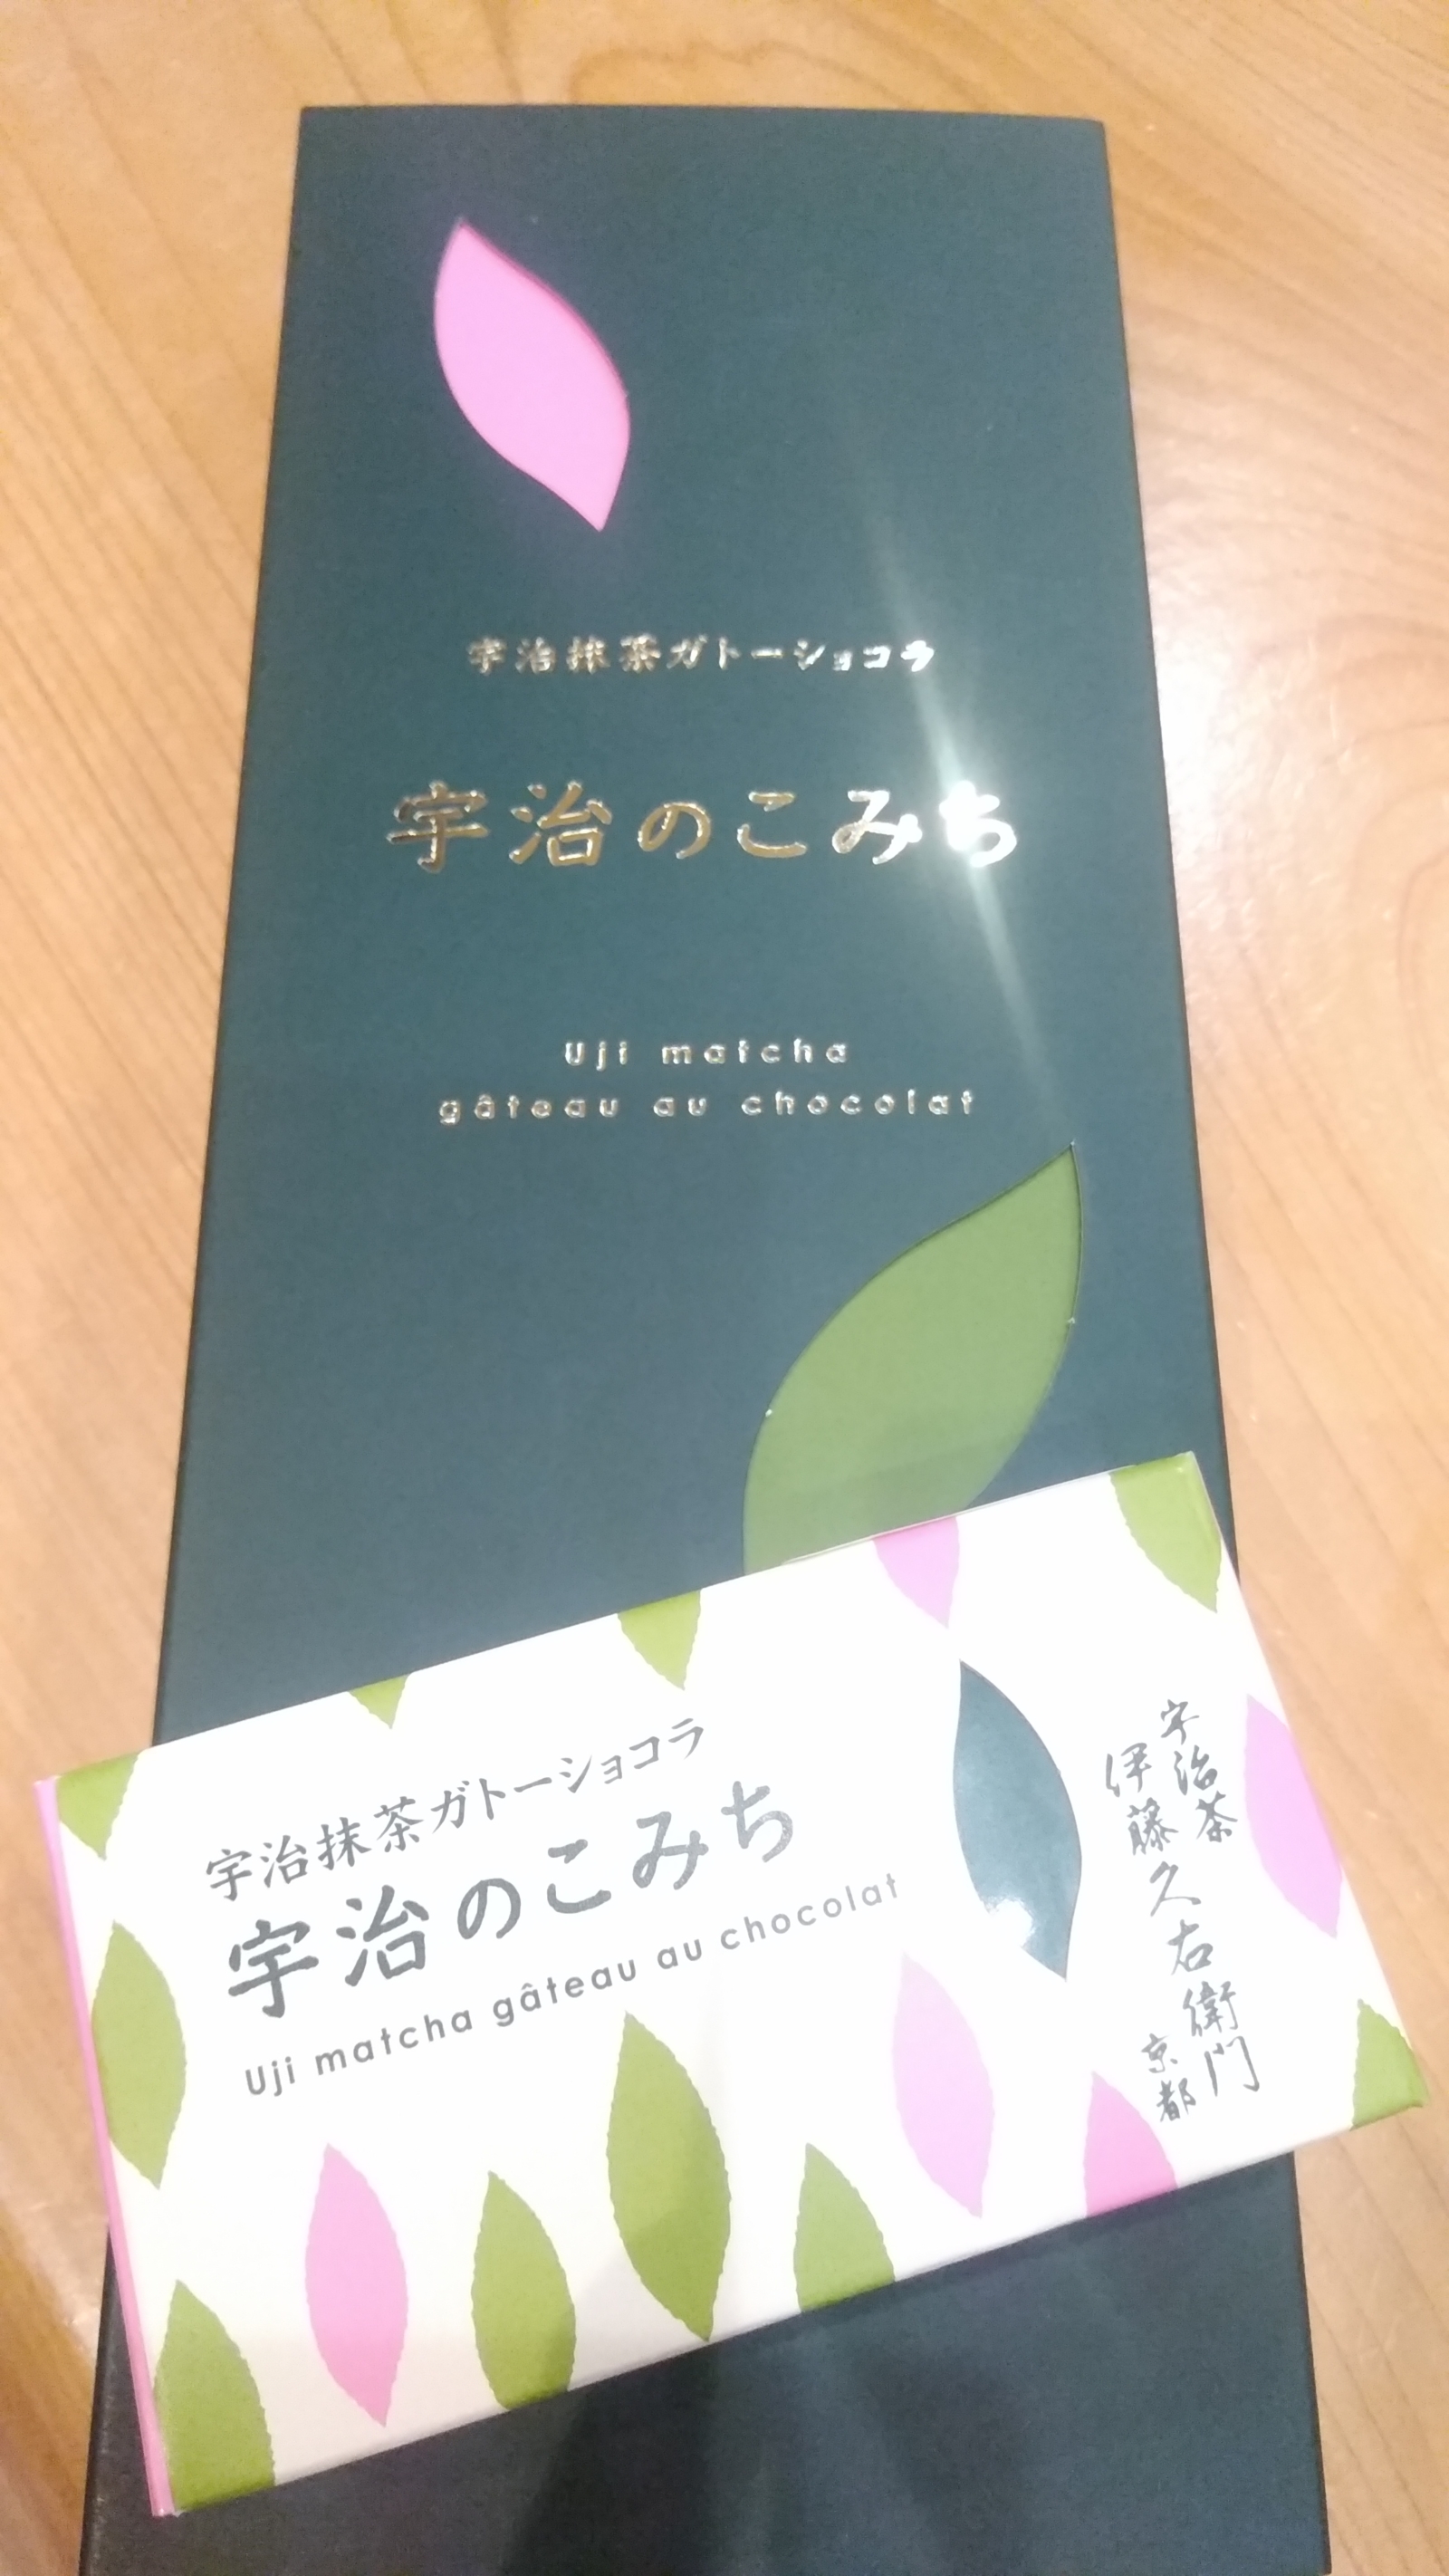 宇治抹茶ガトーショコラ
宇治のこみち
Uji matcha
gâteau au chocolat
宇治抹茶ガトーショコラ
宇治のこみち
Uji matcha gâteau au chocolat
宇治茶
伊藤久右衛門
京都